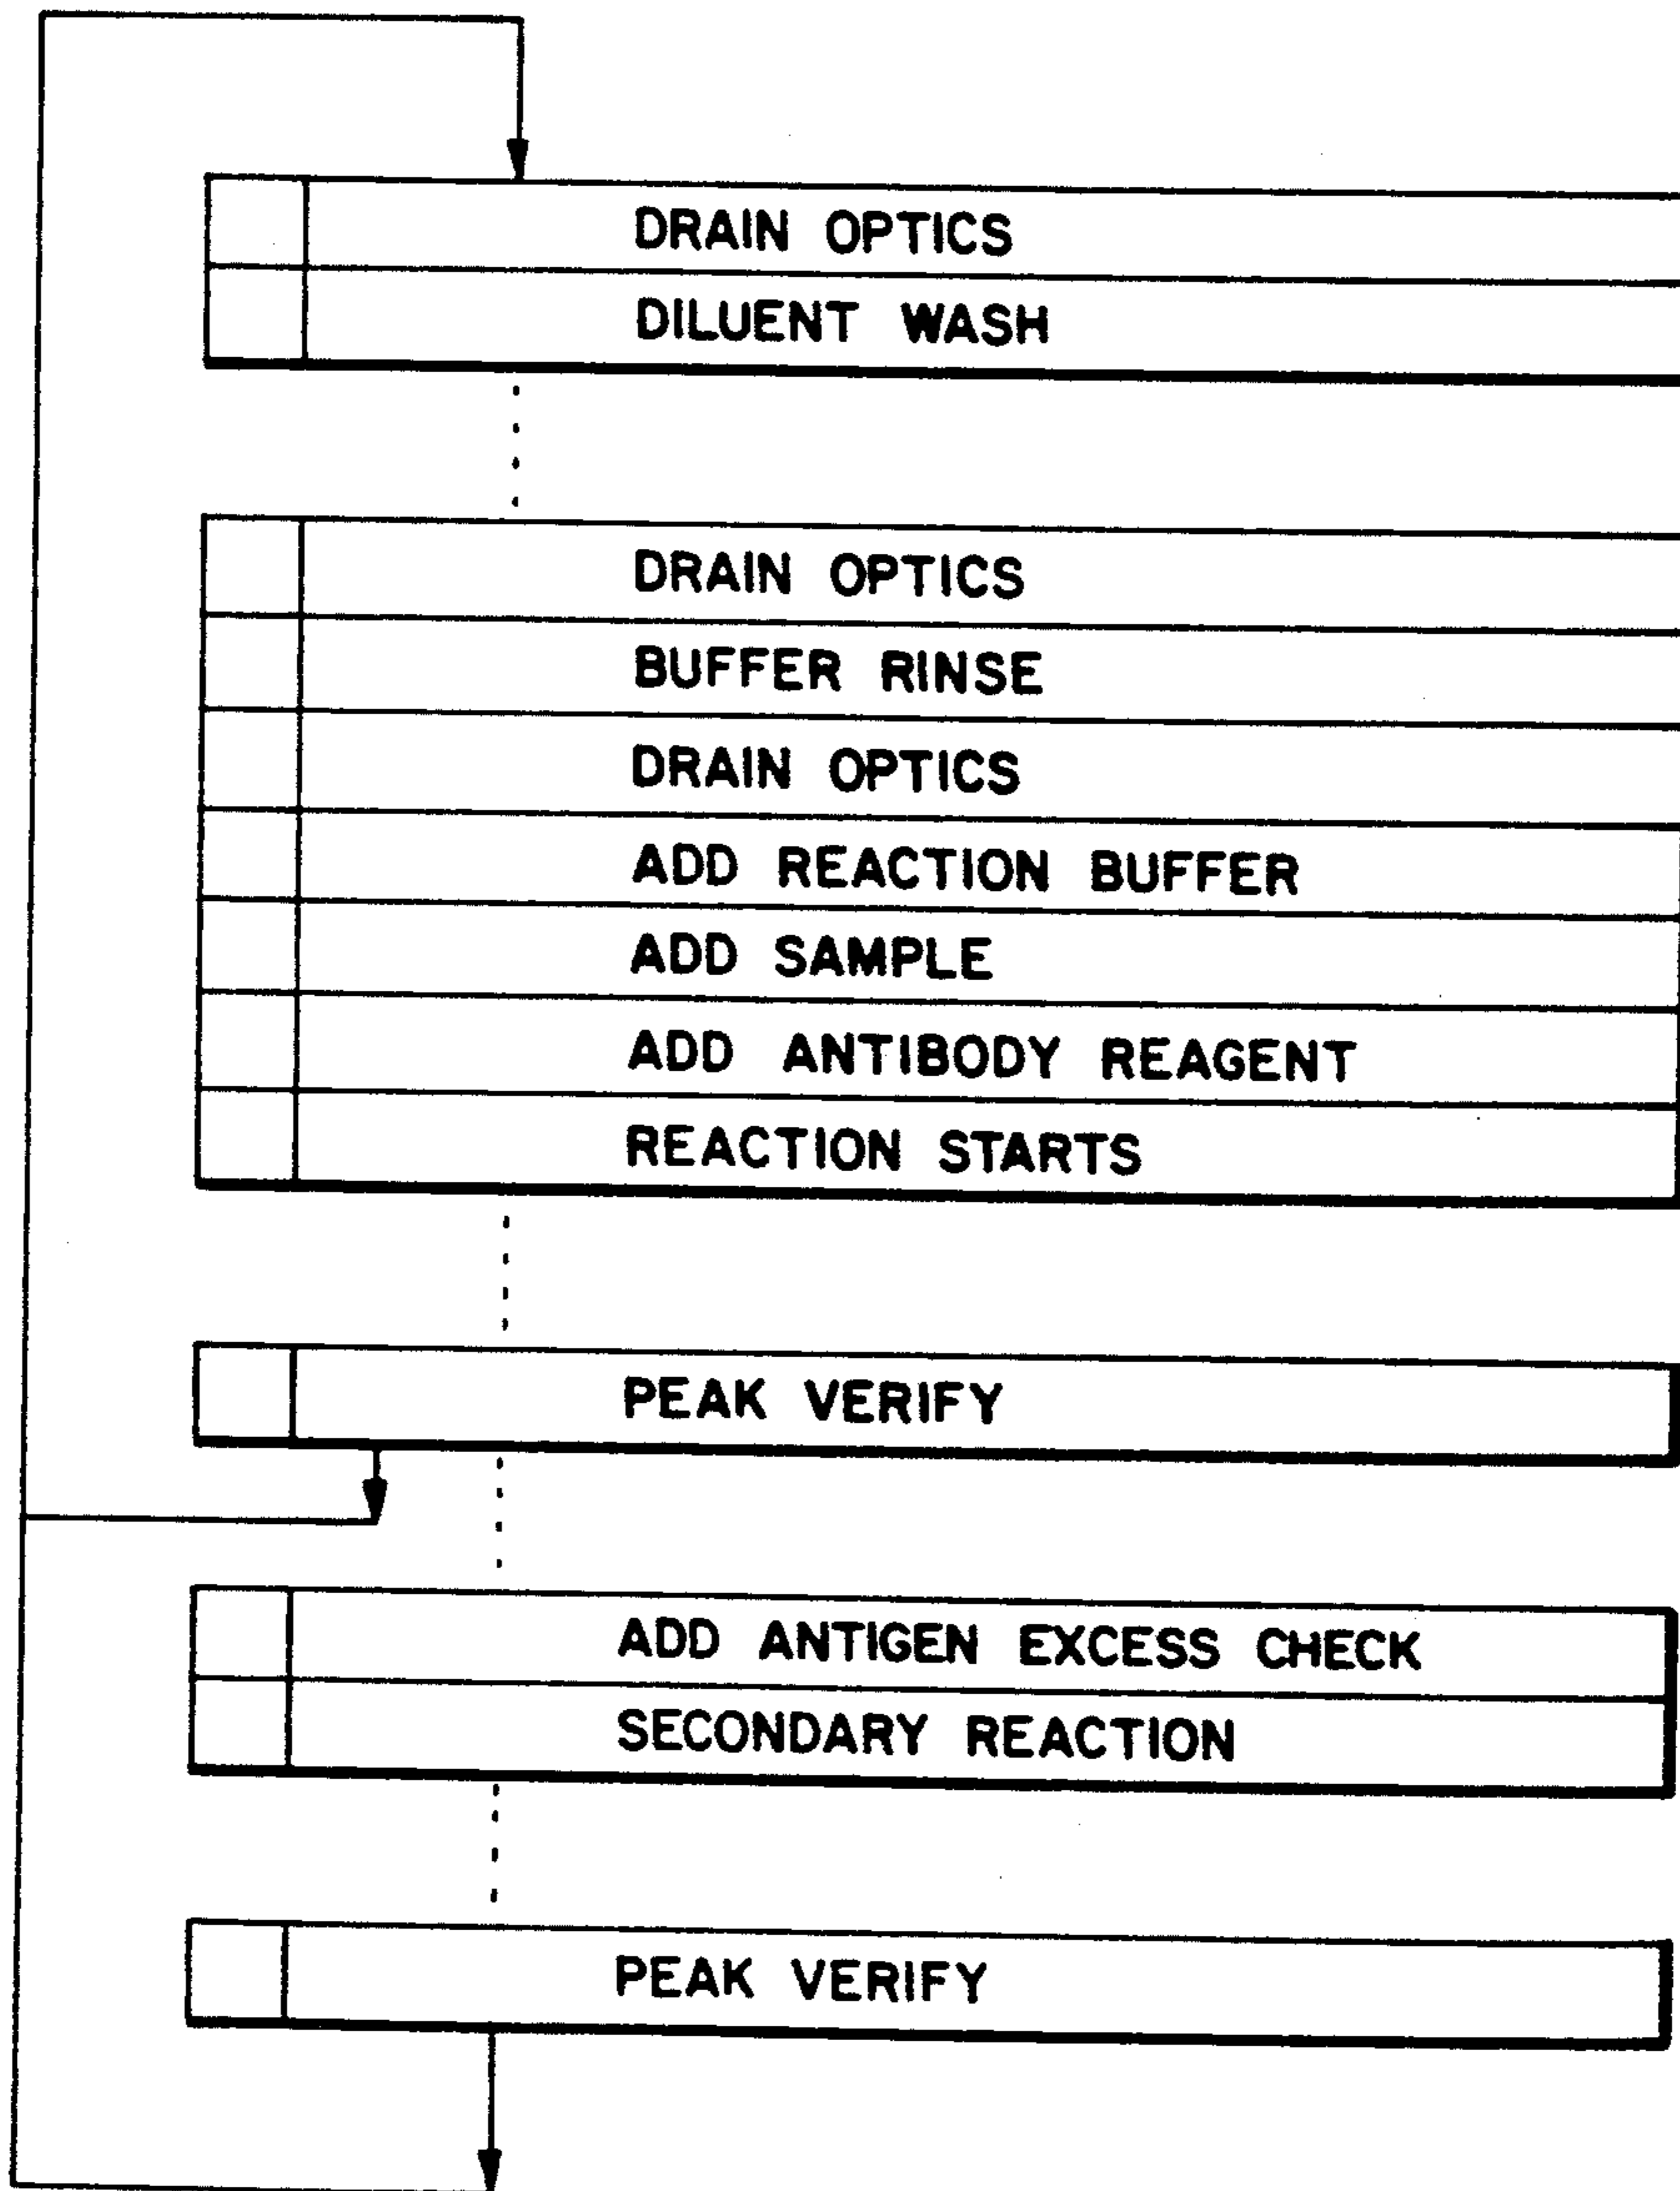 DRAIN OPTICS
DILUENT WASH
DRAIN OPTICS
BUFFER RINSE
DRAIN OPTICS
ADD REACTION BUFFER
ADD SAMPLE
ADD ANTIBODY REAGENT
REACTION STARTS
PEAK VERIFY
ADD ANTIGEN EXCESS CHECK
SECONDARY REACTION
PEAK VERIFY